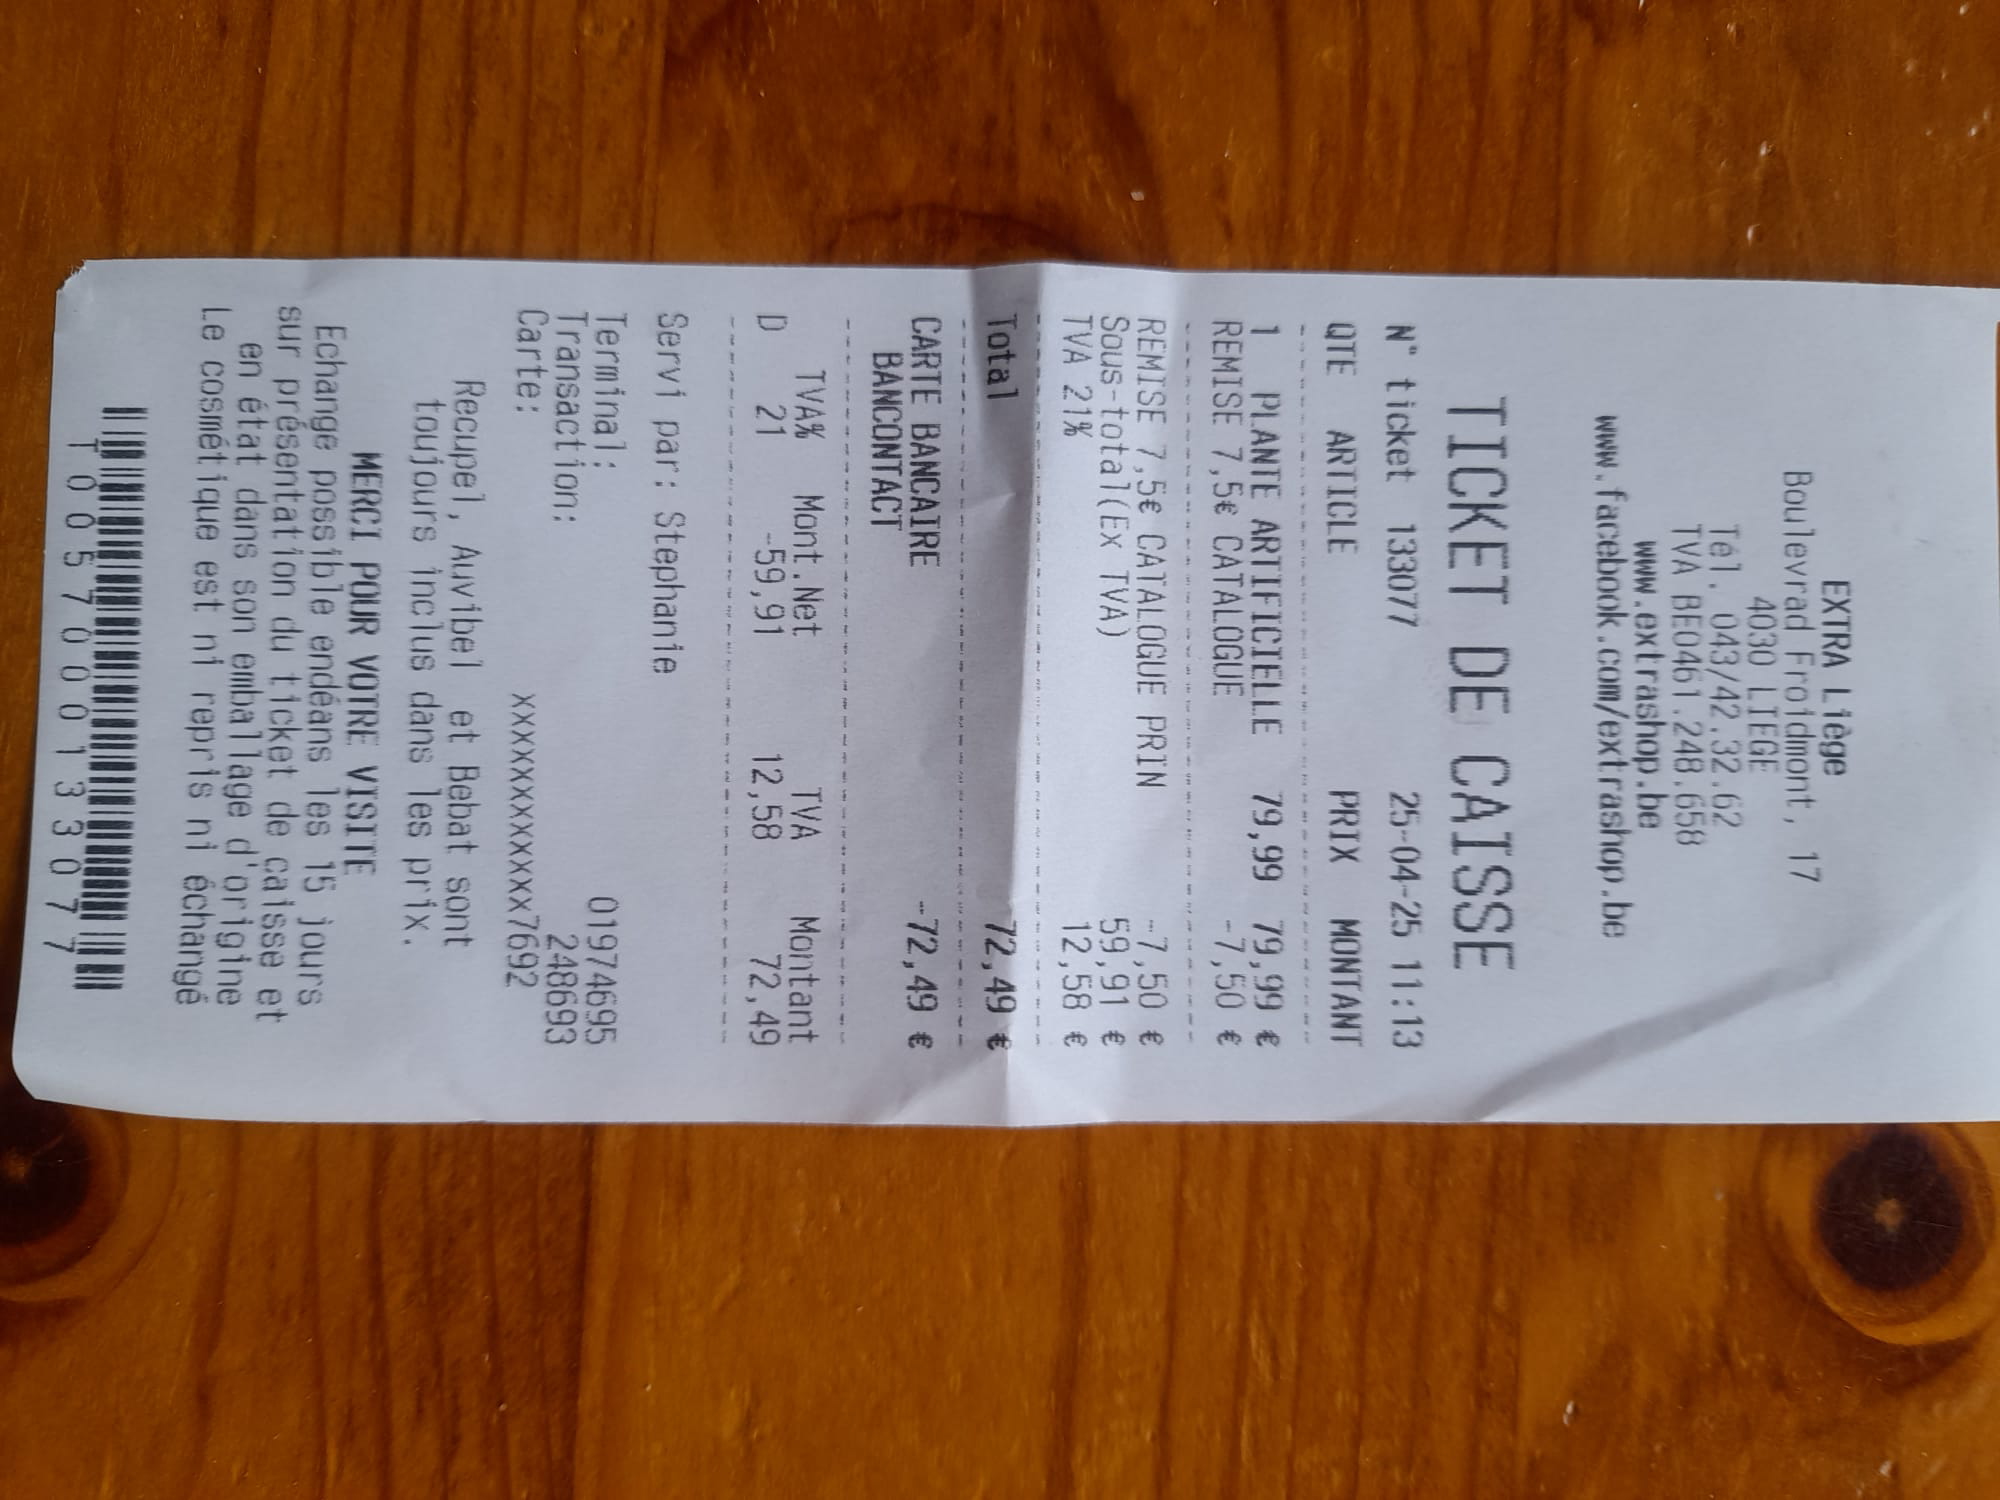 EXTRA Liège
Boulevrad Froidmont, 17
4030 LIEGE
Tél. 043/42.32.62
TVA BE0461.248.658
www.extrashop.be
www.facebook.com/extrashop.be
TICKET DE CAISSE
N° ticket 133077 25-04-25 11:13
QTE ARTICLE PRIX MONTANT
1 PLANTE ARTIFICIELLE 79,99 79,99 €
REMISE 7,5€ CATALOGUE -7,50 €
REMISE 7,5€ CATALOGUE PRIN -7,50 €
Sous-total(Ex TVA) 59,91 €
TVA 21% 12,58 €
Total 72,49 €
CARTE BANCAIRE -72,49 €
BANCONTACT
TVA% Mont.Net TVA Montant
D 21 -59,91 12,58 72,49
Servi par: Stephanie
Terminal: 01974695
Transaction: 248693
Carte: xxxxxxxxxxxxx7692
Recupel, Auvibel et Bebat sont
toujours inclus dans les prix.
MERCI POUR VOTRE VISITE
Echange possible endéans les 15 jours
sur présentation du ticket de caisse et
en état dans son emballage d'origine
Le cosmétique est ni repris ni échangé
T0057000133077